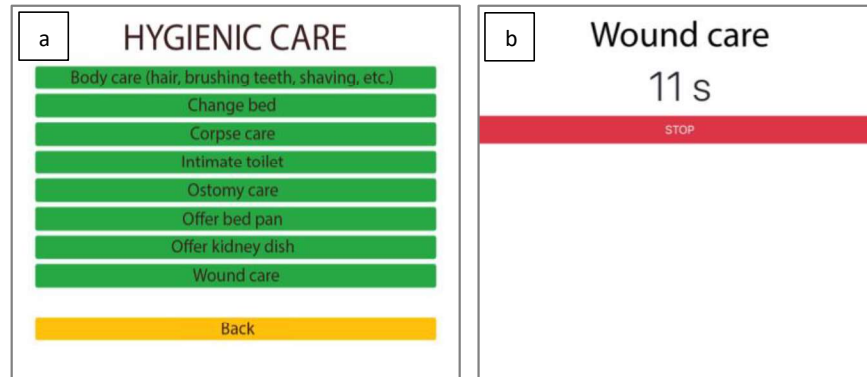 a
HYGIENIC CARE
Body care (hair, brushing teeth, shaving, etc.)
Change bed
Corpse care
Intimate toilet
Ostomy care
Offer bed pan
Offer kidney dish
Wound care
Back
b
Wound care
11 s
STOP